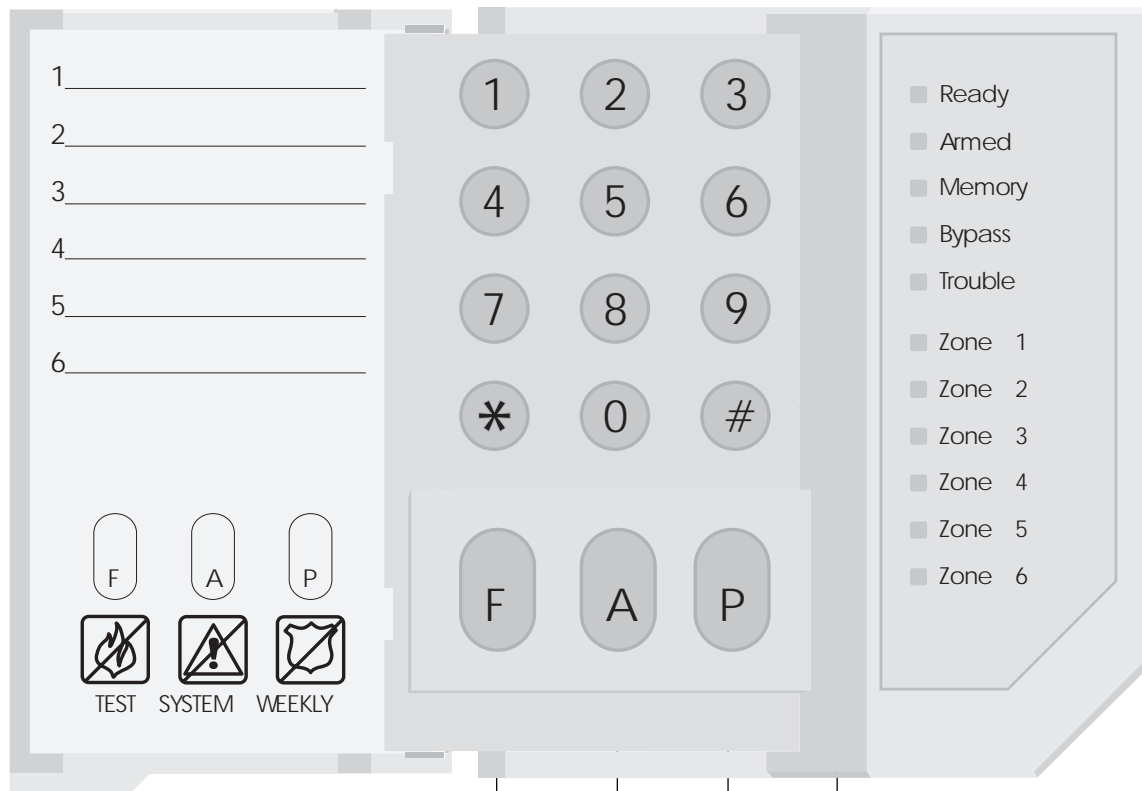 1
2
3
4
5
6
F A P
TEST SYSTEM WEEKLY
1 2 3
4 5 6
7 8 9
* 0 #
F A P
Ready
Armed
Memory
Bypass
Trouble
Zone 1
Zone 2
Zone 3
Zone 4
Zone 5
Zone 6